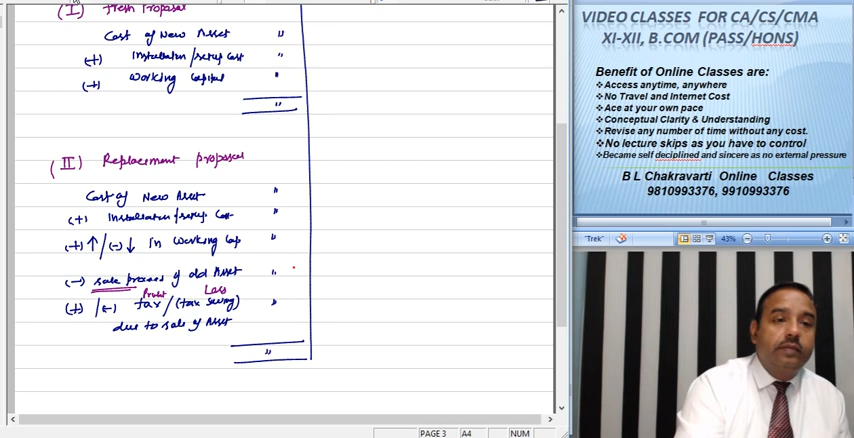 (I) Fresh Proposal
Cost of New Asset "
(+) Installation/setup cost "
(+) Working Capital "
"
(II) Replacement proposal
Cost of New Asset "
(+) Installation/setup Cost "
(+) ↑/(-) ↓ in Working Cap "
(-) sale proceed of old Asset "
Profit Loss
(+) /(-) tax/(tax saving) "
due to sale of Asset
"
PAGE 3 A4 NUM
VIDEO CLASSES FOR CA/CS/CMA
XI-XII, B.COM (PASS/HONS)
Benefit of Online Classes are:
❖Access anytime, anywhere
❖No Travel and Internet Cost
❖Ace at your own pace
❖Conceptual Clarity & Understanding
❖Revise any number of time without any cost.
❖No lecture skips as you have to control
❖Became self deciplined and sincere as no external pressure
B L Chakravarti Online Classes
9810993376, 9910993376
"Trek" 43%